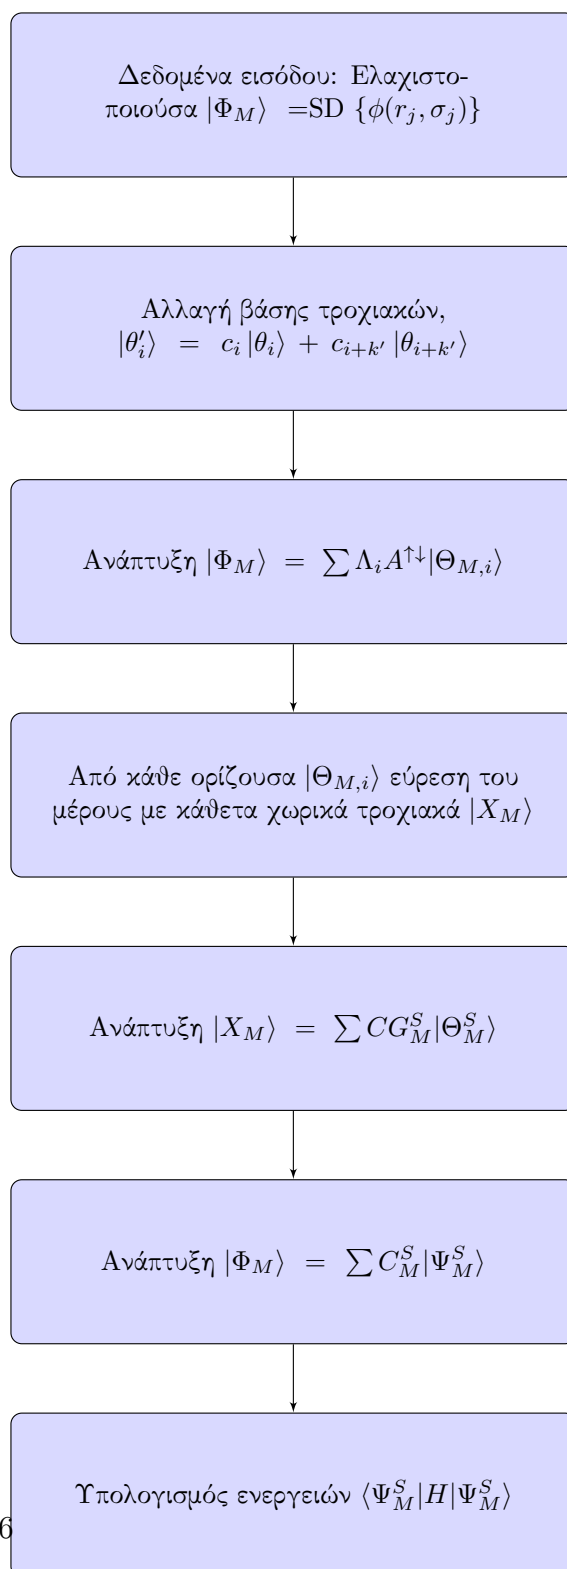 Δεδομένα εισόδου: Ελαχιστο-
ποιούσα |Φ_M⟩ =SD {ϕ(r_j, σ_j)}
Αλλαγή βάσης τροχιακών,
|θ′_i⟩ = c_i |θ_i⟩ + c_{i+k′} |θ_{i+k′}⟩
Ανάπτυξη |Φ_M⟩ = ∑ Λ_i A^{↑↓}|Θ_{M,i}⟩
Από κάθε ορίζουσα |Θ_{M,i}⟩ εύρεση του
μέρους με κάθετα χωρικά τροχιακά |X_M⟩
Ανάπτυξη |X_M⟩ = ∑ CG^S_M|Θ^S_M⟩
Ανάπτυξη |Φ_M⟩ = ∑ C^S_M|Ψ^S_M⟩
Υπολογισμός ενεργειών ⟨Ψ^S_M|H|Ψ^S_M⟩
6